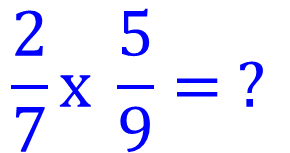 2/7 x 5/9 = ?